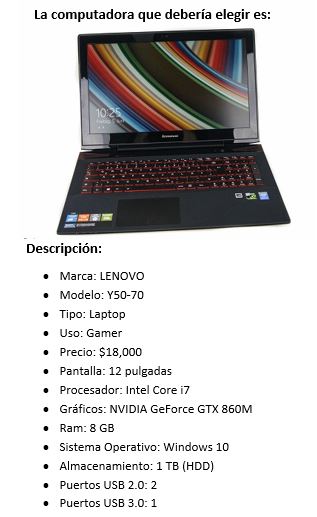 La computadora que debería elegir es:
10:25
lenovo
Descripción:
• Marca: LENOVO
• Modelo: Y50-70
• Tipo: Laptop
• Uso: Gamer
• Precio: $18,000
• Pantalla: 12 pulgadas
• Procesador: Intel Core i7
• Gráficos: NVIDIA GeForce GTX 860M
• Ram: 8 GB
• Sistema Operativo: Windows 10
• Almacenamiento: 1 TB (HDD)
• Puertos USB 2.0: 2
• Puertos USB 3.0: 1